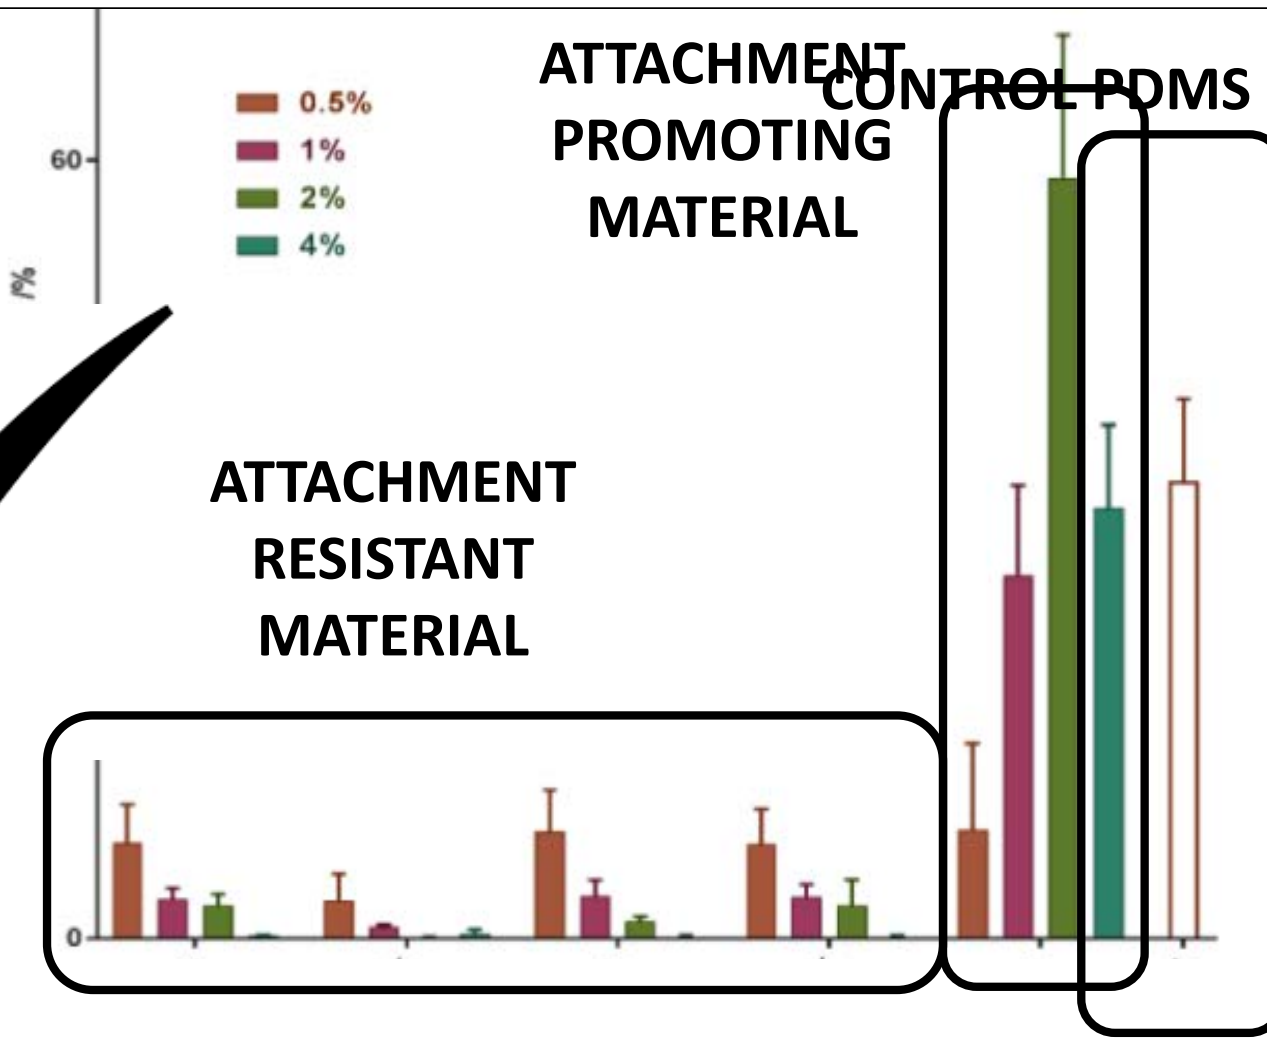 ATTACHMENT
PROMOTING
MATERIAL
CONTROL PDMS
0.5%
1%
2%
4%
60
/%
ATTACHMENT
RESISTANT
MATERIAL
0